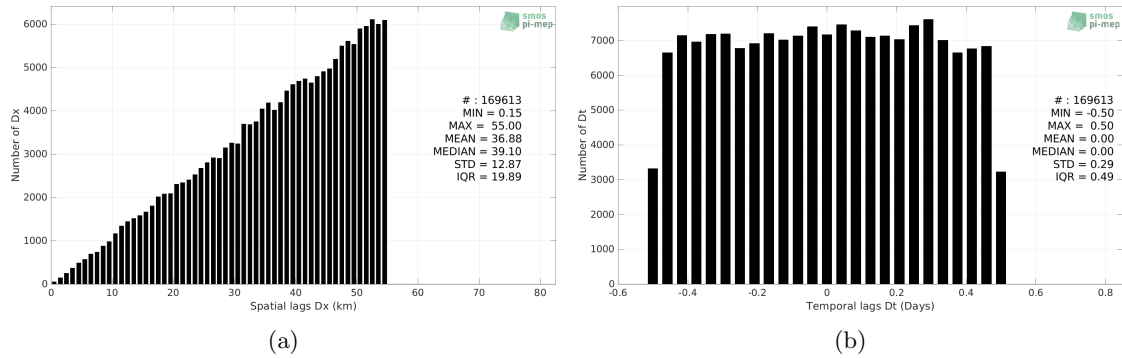 6000
5000
4000
3000
2000
1000
0
Number of Dx
0 10 20 30 40 50 60 70 80
Spatial lags Dx (km)
smos
pi-mep
# : 169613
MIN = 0.15
MAX = 55.00
MEAN = 36.88
MEDIAN = 39.10
STD = 12.87
IQR = 19.89
(a)
7000
6000
5000
4000
3000
2000
1000
0
Number of Dt
-0.6 -0.4 -0.2 0 0.2 0.4 0.6 0.8
Temporal lags Dt (Days)
smos
pi-mep
# : 169613
MIN = -0.50
MAX = 0.50
MEAN = 0.00
MEDIAN = 0.00
STD = 0.29
IQR = 0.49
(b)